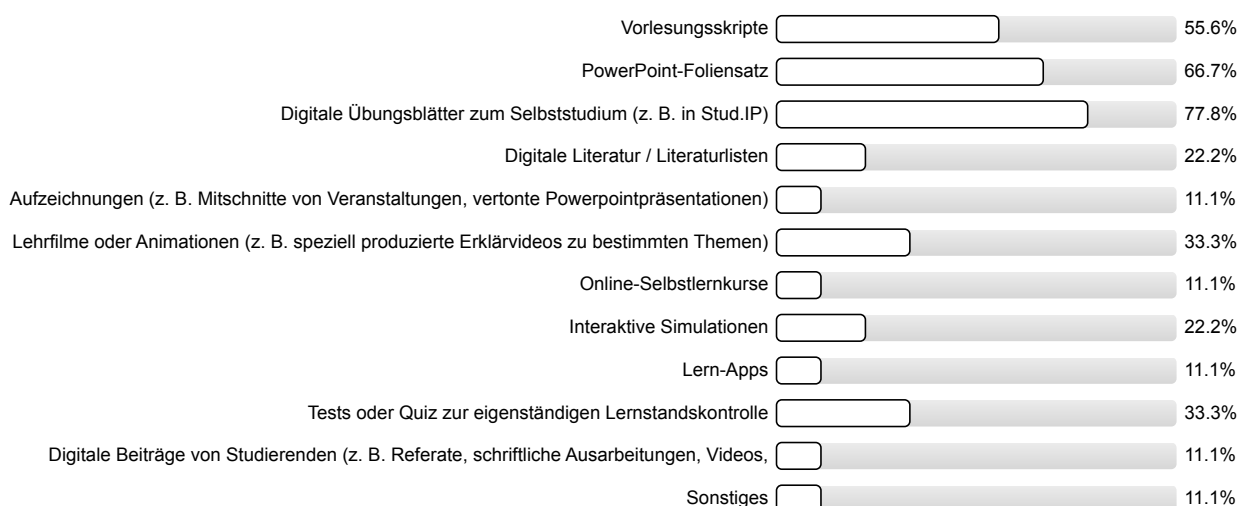 Vorlesungsskripte 55.6%
PowerPoint-Foliensatz 66.7%
Digitale Übungsblätter zum Selbststudium (z. B. in Stud.IP) 77.8%
Digitale Literatur / Literaturlisten 22.2%
Aufzeichnungen (z. B. Mitschnitte von Veranstaltungen, vertonte Powerpointpräsentationen) 11.1%
Lehrfilme oder Animationen (z. B. speziell produzierte Erklärvideos zu bestimmten Themen) 33.3%
Online-Selbstlernkurse 11.1%
Interaktive Simulationen 22.2%
Lern-Apps 11.1%
Tests oder Quiz zur eigenständigen Lernstandskontrolle 33.3%
Digitale Beiträge von Studierenden (z. B. Referate, schriftliche Ausarbeitungen, Videos, 11.1%
Sonstiges 11.1%